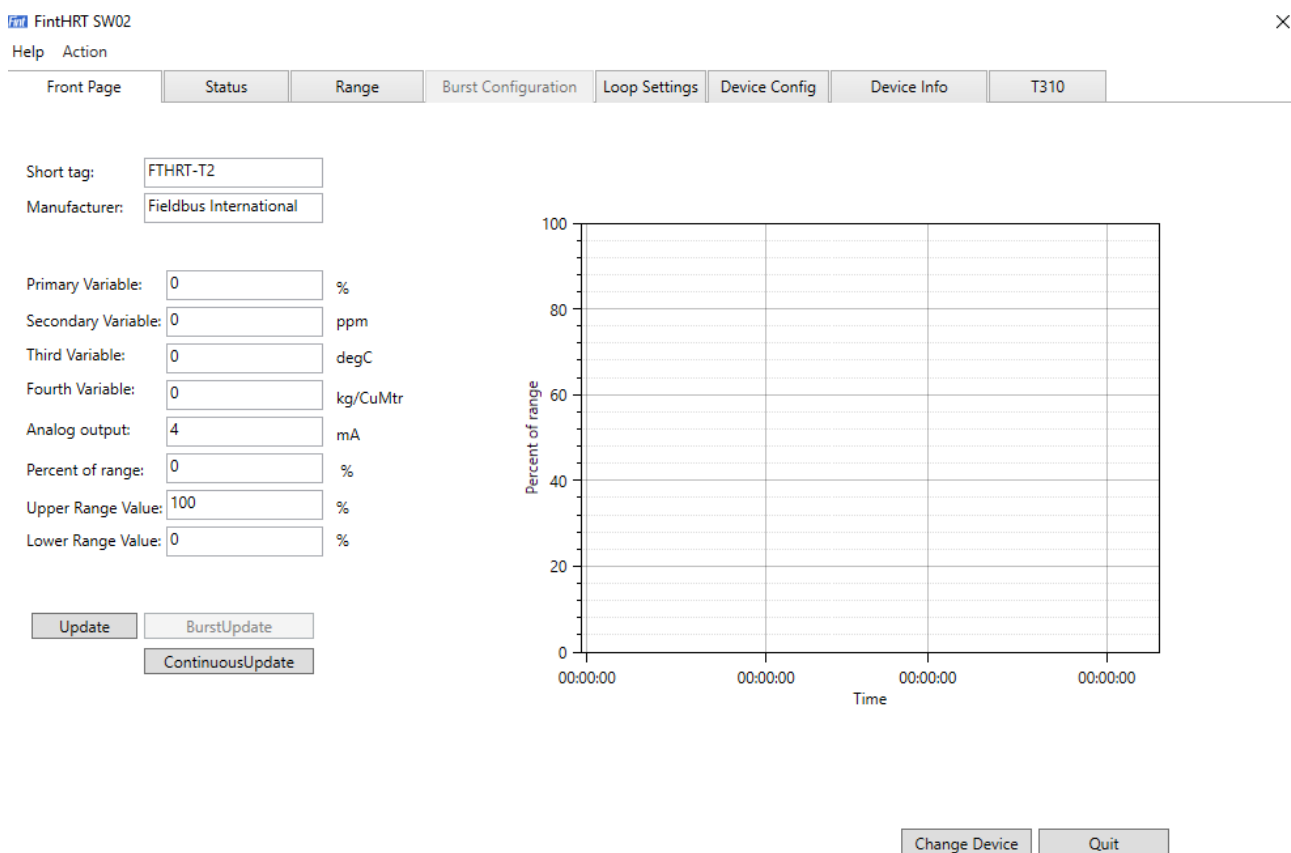 Fint FintHRT SW02
Help Action
Front Page Status Range Burst Configuration Loop Settings Device Config Device Info T310
Short tag: FTHRT-T2
Manufacturer: Fieldbus International
Primary Variable: 0 %
Secondary Variable: 0 ppm
Third Variable: 0 degC
Fourth Variable: 0 kg/CuMtr
Analog output: 4 mA
Percent of range: 0 %
Upper Range Value: 100 %
Lower Range Value: 0 %
Update BurstUpdate
ContinuousUpdate
Percent of range
100
80
60
40
20
0
00:00:00 00:00:00 00:00:00 00:00:00
Time
Change Device Quit